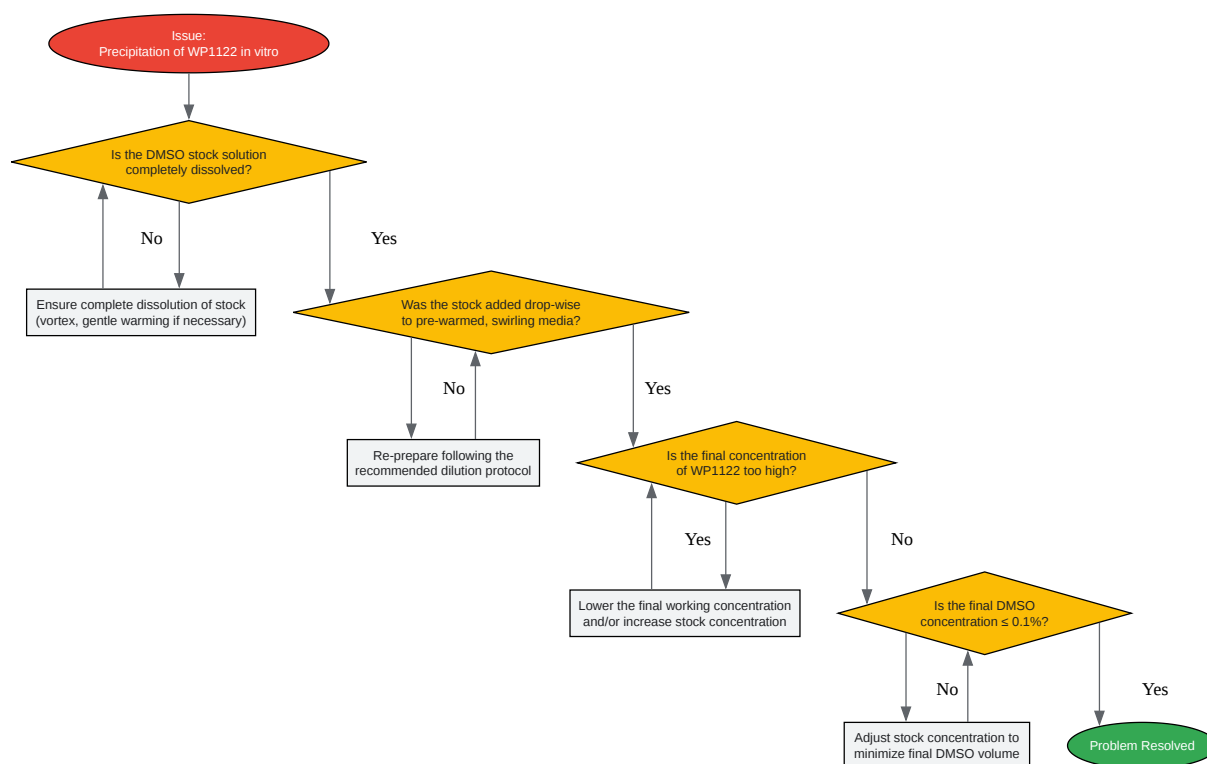 Issue:
Precipitation of WP1122 in vitro
Is the DMSO stock solution
completely dissolved?
No
Yes
Ensure complete dissolution of stock
(vortex, gentle warming if necessary)
Was the stock added drop-wise
to pre-warmed, swirling media?
No
Yes
Re-prepare following the
recommended dilution protocol
Is the final concentration
of WP1122 too high?
Yes
No
Lower the final working concentration
and/or increase stock concentration
Is the final DMSO
concentration ≤ 0.1%?
No
Yes
Adjust stock concentration to
minimize final DMSO volume
Problem Resolved